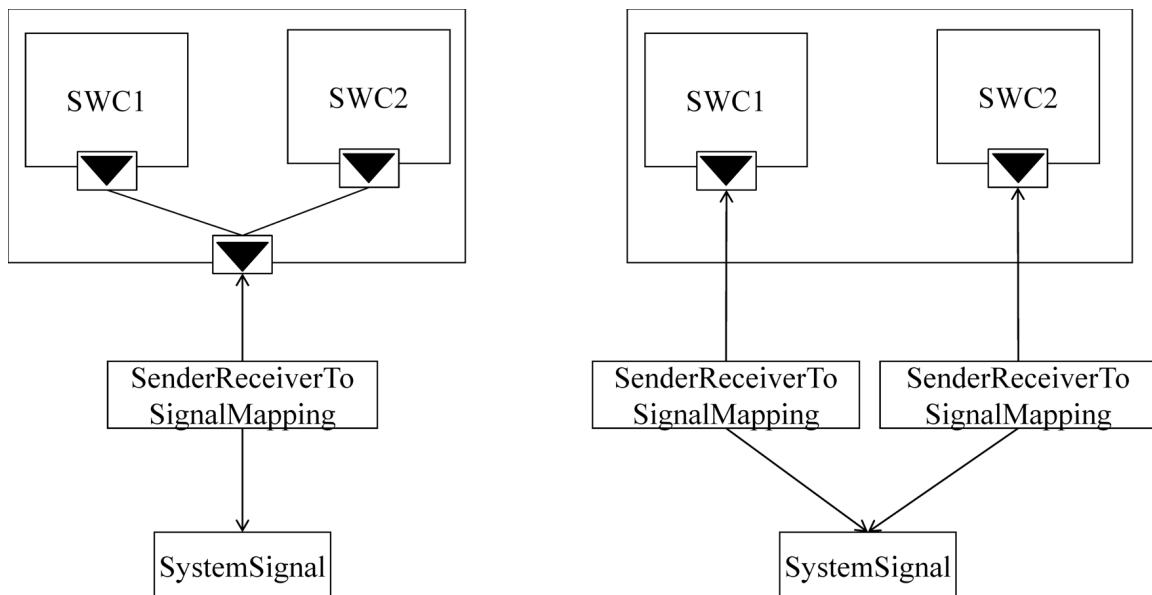 SWC1
SWC2
SenderReceiverTo
SignalMapping
SystemSignal
SWC1
SWC2
SenderReceiverTo
SignalMapping
SenderReceiverTo
SignalMapping
SystemSignal